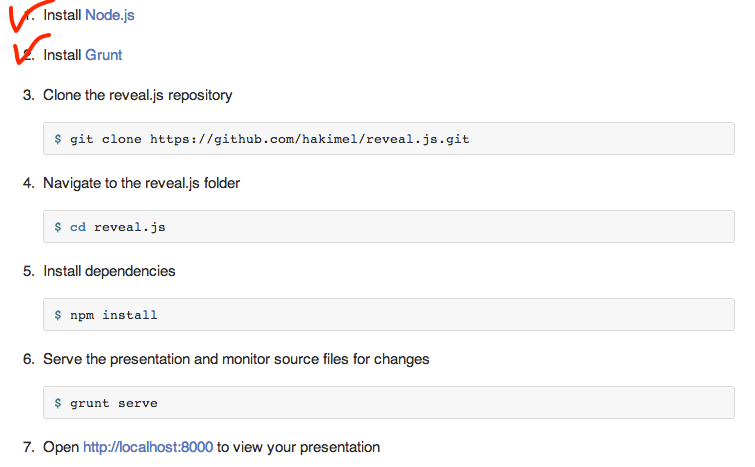 1. Install Node.js
2. Install Grunt
3. Clone the reveal.js repository
$ git clone https://github.com/hakimel/reveal.js.git
4. Navigate to the reveal.js folder
$ cd reveal.js
5. Install dependencies
$ npm install
6. Serve the presentation and monitor source files for changes
$ grunt serve
7. Open http://localhost:8000 to view your presentation